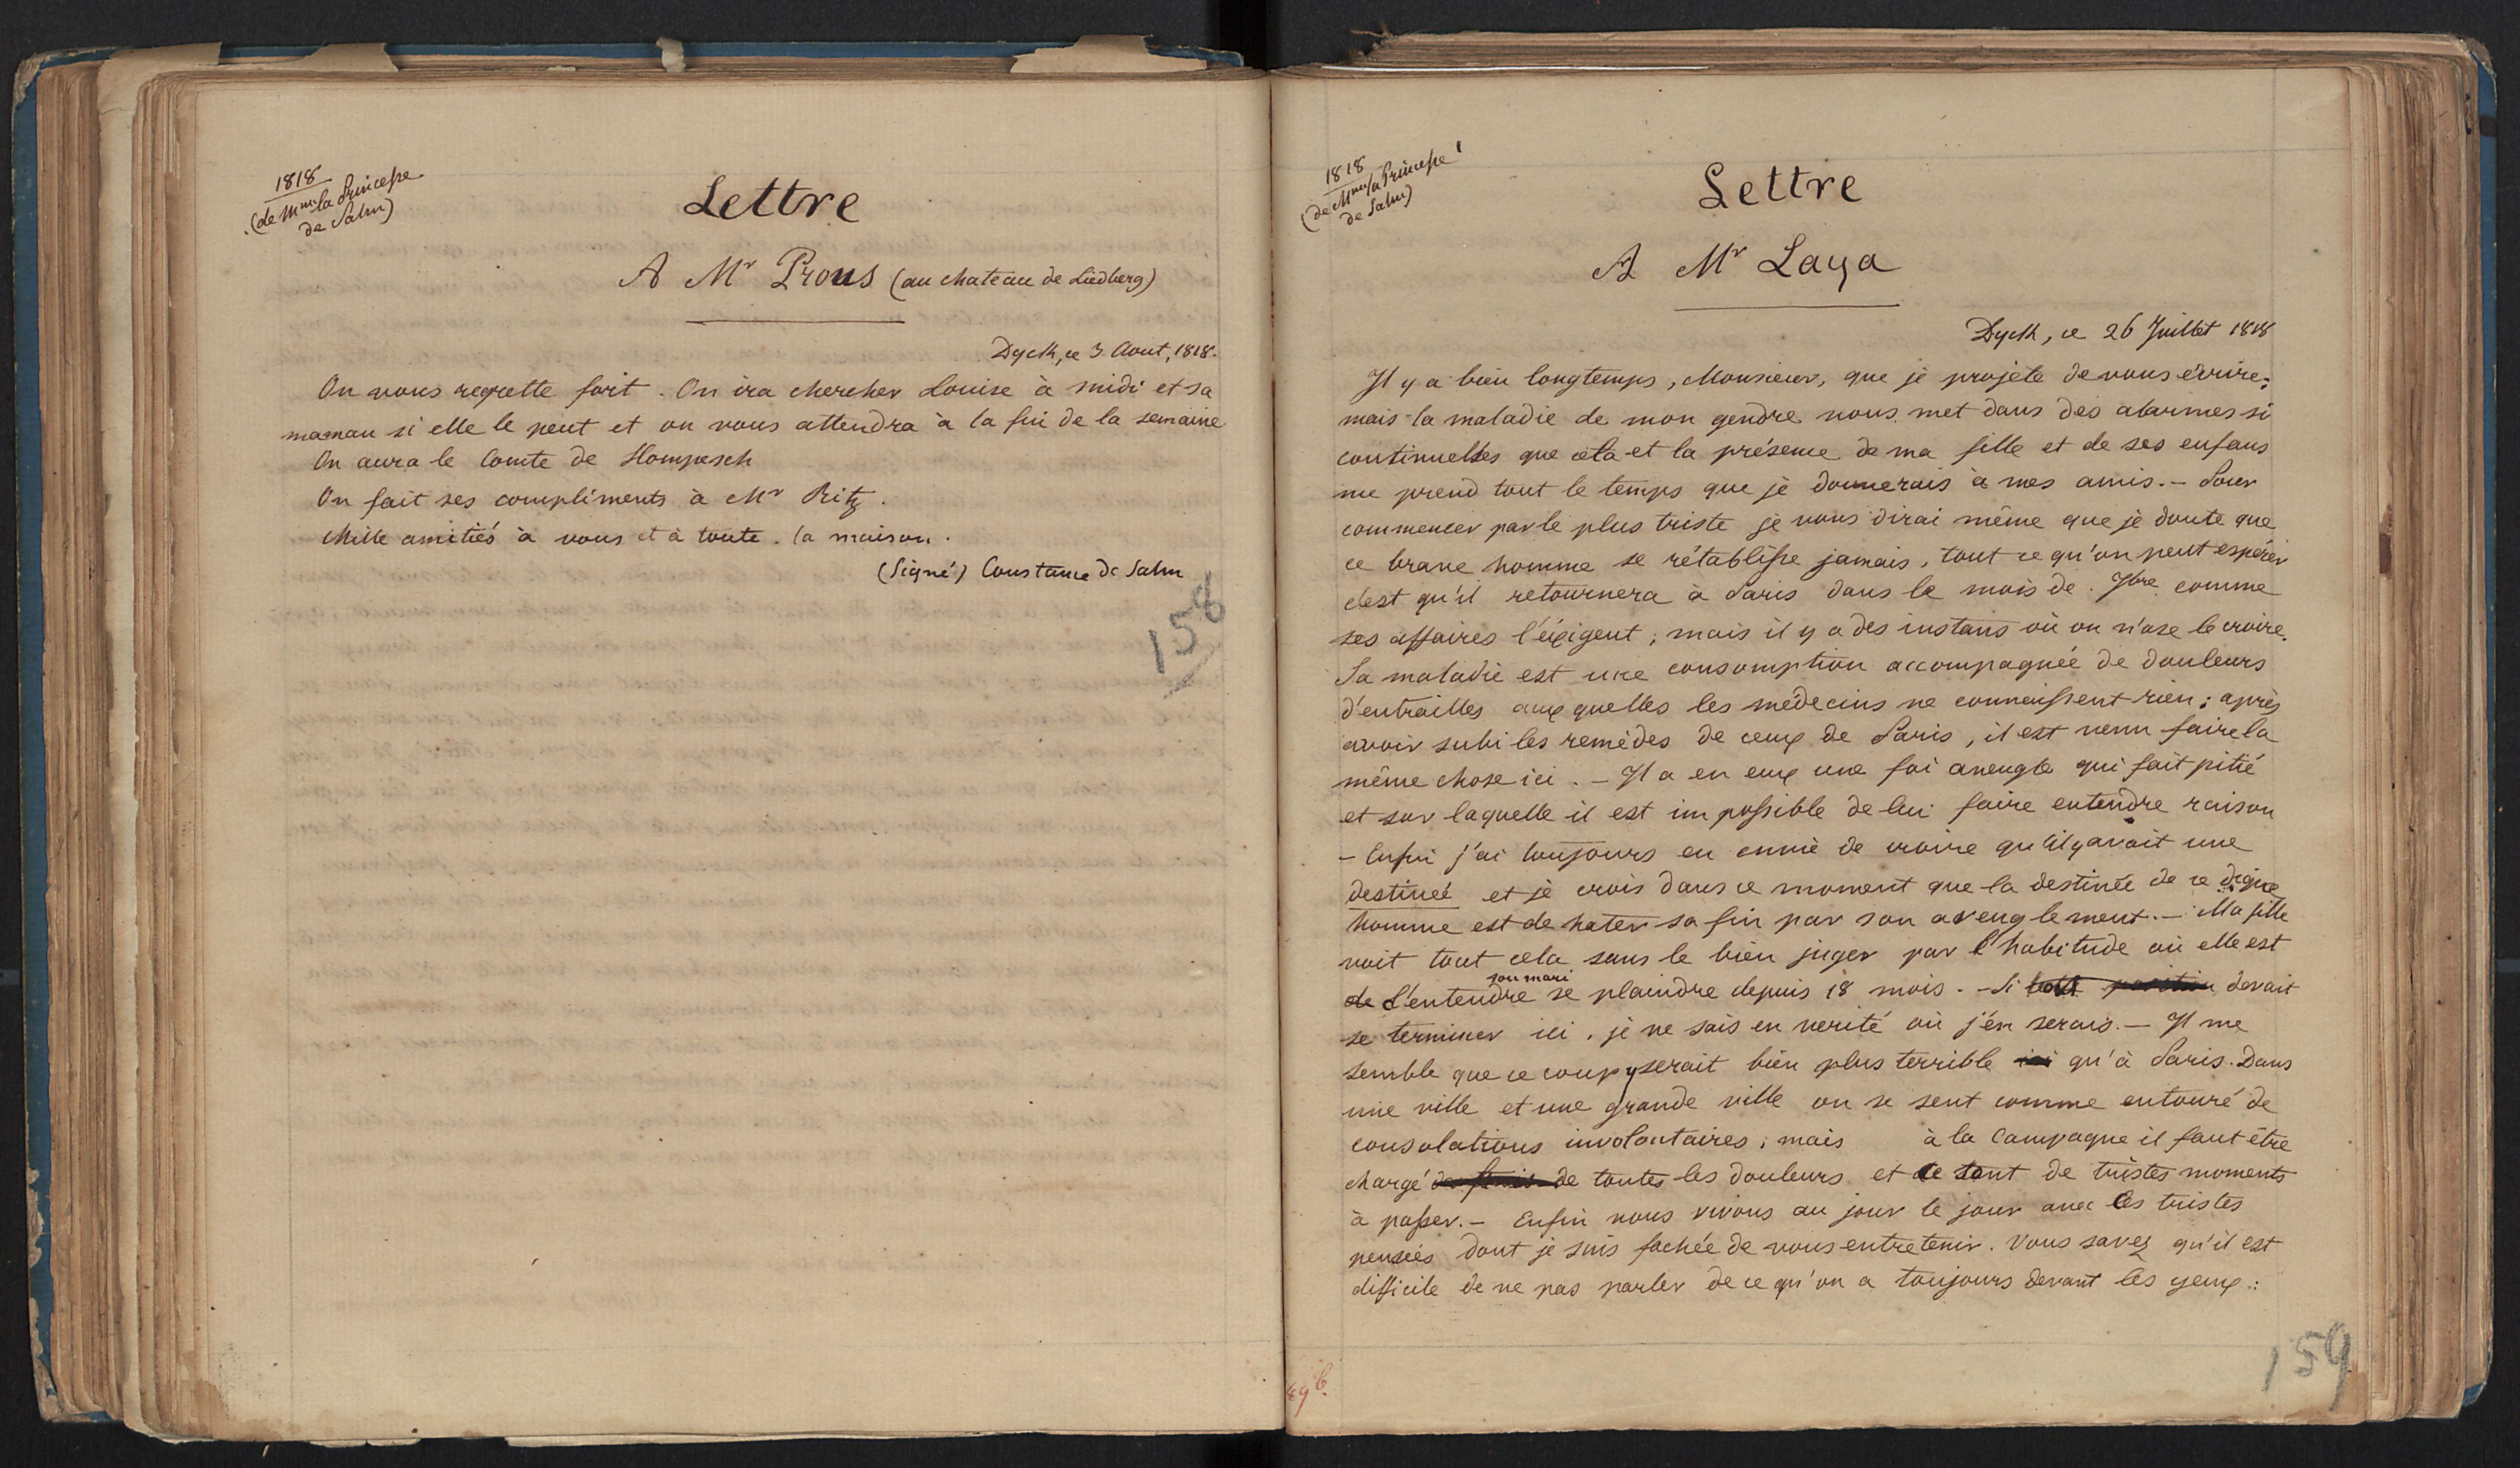 1818
(de Mme la Princesse
de Salm)
Lettre
A Mr Prous (au chateau de Liedberg)
Dyck, ce 3. Aout, 1818.
On vous regrette fort. On ira chercher Louise à midi et sa
maman si elle le peut et on vous attendra à la fin de la semaine
On aura le Comte de Hompesch
On fait ses compliments à Mr Ritz.
Mille amitiés à vous et à toute la maison.
(Signé) Constance de Salm
158
1818
(de Mme la Princesse
de Salm)
Lettre
A Mr Laya
Dyck, ce 26 Juillet 1818
Il y a bien longtemps, Monsieur, que je projete de vous écrire;
mais la maladie de mon gendre nous met dans des alarmes si
continuelles que cela et la présence de ma fille et de ses enfans
me prend tout le temps que je donnerais à mes amis. – Pour
commencer par le plus triste je vous dirai même que je doute que
ce brave homme se rétablisse jamais, tout ce qu'on peut espérer
c'est qu'il retournera à Paris dans le mois de 7bre comme
ses affaires l'éxigent; mais il y a des instans où on n'ose le croire.
Sa maladie est une consomption accompagnée de douleurs
d'entrailles auxquelles les médecins ne connaissent rien; après
avoir subi les remèdes de ceux de Paris, il est venu faire la
même chose ici. – Il a en eux une foi aveugle qui fait pitié
et sur laquelle il est impossible de lui faire entendre raison
– Enfin j'ai toujours eu envie de croire qu'il y avait une
destinée et je crois dans ce moment que la destinée de ce digne
homme est de hater sa fin par son aveuglement. – Ma fille
voit tout cela sans le bien juger par l'habitude où elle est
son mari
de l'entendre se plaindre depuis 18 mois. – Si tout devait
se terminer ici, je ne sais en verité où j'en serais. – Il me
semble que ce coup y serait bien plus terrible ici qu'à Paris. Dans
une ville et une grande ville on se sent comme entouré de
consolations involontaires; mais à la Campagne il faut être
chargé de toutes les douleurs et ce sont de tristes moments
à passer. – Enfin nous vivons au jour le jour avec les tristes
pensées dont je suis fachée de vous entretenir. Vous savez qu'il est
difficile de ne pas parler de ce qu'on a toujours devant les yeux.:
89b.
159